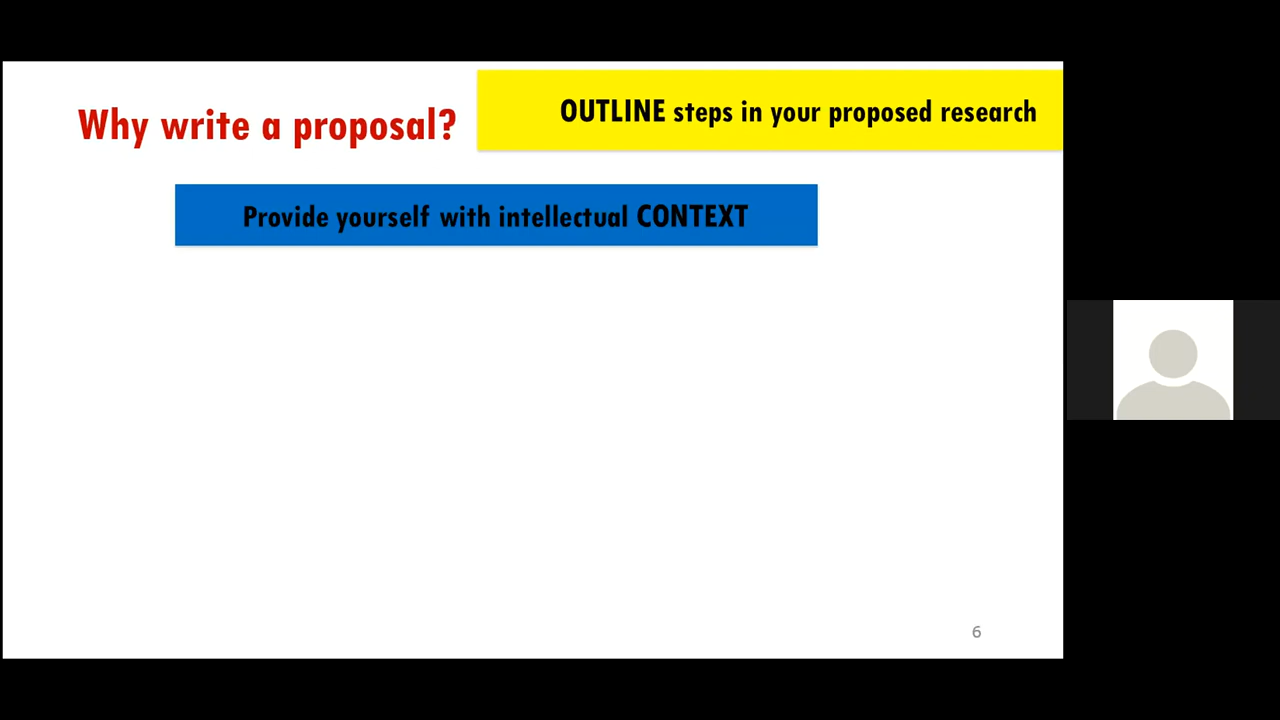 Why write a proposal?
OUTLINE steps in your proposed research
Provide yourself with intellectual CONTEXT
6